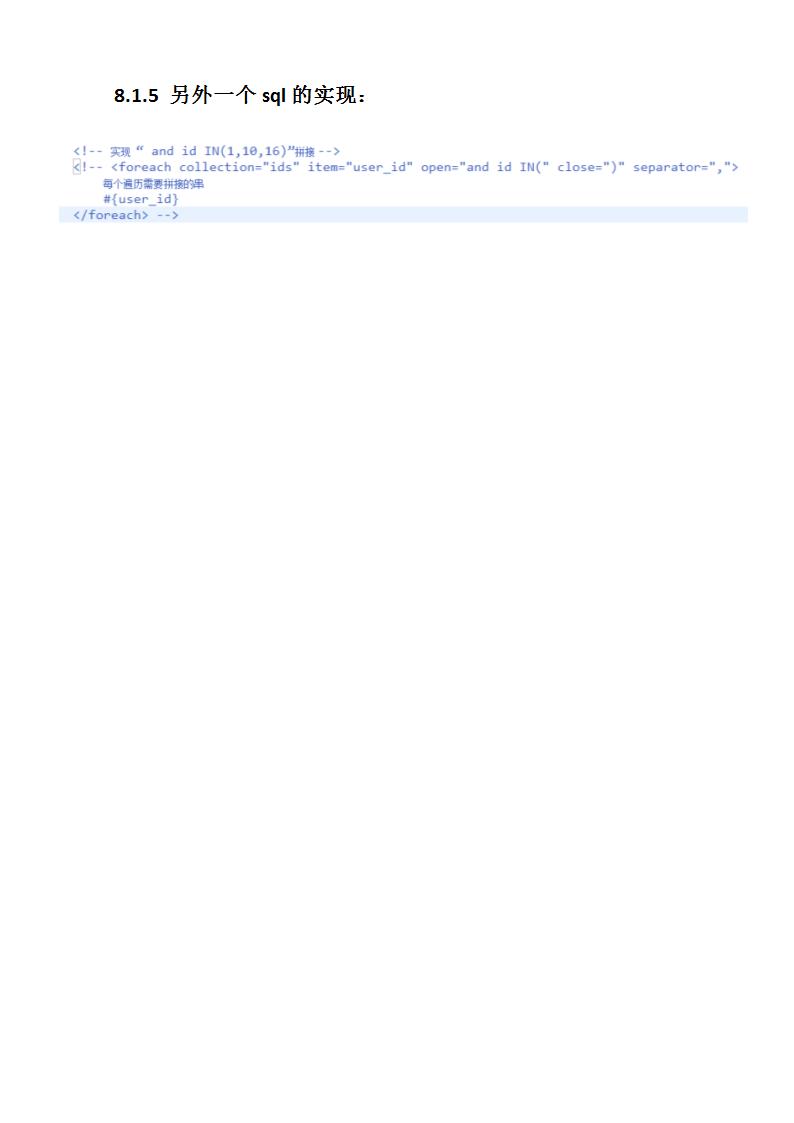 8.1.5 另外一个 sql 的实现：
<!-- 实现 “ and id IN(1,10,16)”拼接 -->
<!-- <foreach collection="ids" item="user_id" open="and id IN(" close=")" separator=",">
每个遍历需要拼接的串
#{user_id}
</foreach> -->